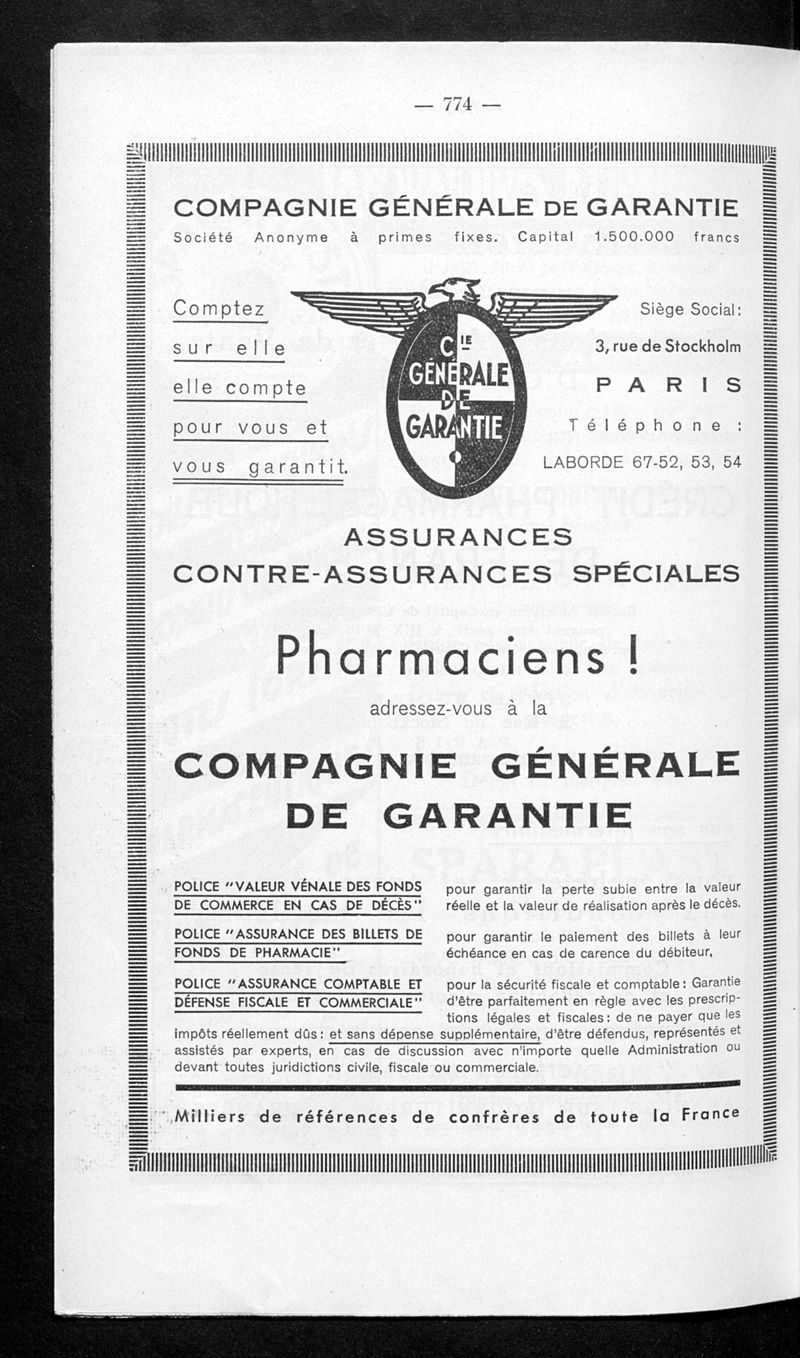 — 774 —
COMPAGNIE GÉNÉRALE DE GARANTIE
Société Anonyme à primes fixes. Capital 1.500.000 francs
Comptez
sur elle
elle compte
pour vous et
vous garantit.
CIE
GÉNÉRALE
DE
GARANTIE
Siège Social:
3, rue de Stockholm
PARIS
Téléphone :
LABORDE 67-52, 53, 54
ASSURANCES
CONTRE-ASSURANCES SPÉCIALES
Pharmaciens !
adressez-vous à la
COMPAGNIE GÉNÉRALE
DE GARANTIE
POLICE "VALEUR VÉNALE DES FONDS
DE COMMERCE EN CAS DE DÉCÈS"
pour garantir la perte subie entre la valeur
réelle et la valeur de réalisation après le décès.
POLICE "ASSURANCE DES BILLETS DE
FONDS DE PHARMACIE"
pour garantir le paiement des billets à leur
échéance en cas de carence du débiteur.
POLICE "ASSURANCE COMPTABLE ET
DÉFENSE FISCALE ET COMMERCIALE"
pour la sécurité fiscale et comptable : Garantie
d'être parfaitement en règle avec les prescrip-
tions légales et fiscales : de ne payer que les
impôts réellement dûs : et sans dépense supplémentaire, d'être défendus, représentés et
assistés par experts, en cas de discussion avec n'importe quelle Administration ou
devant toutes juridictions civile, fiscale ou commerciale.
Milliers de références de confrères de toute la France